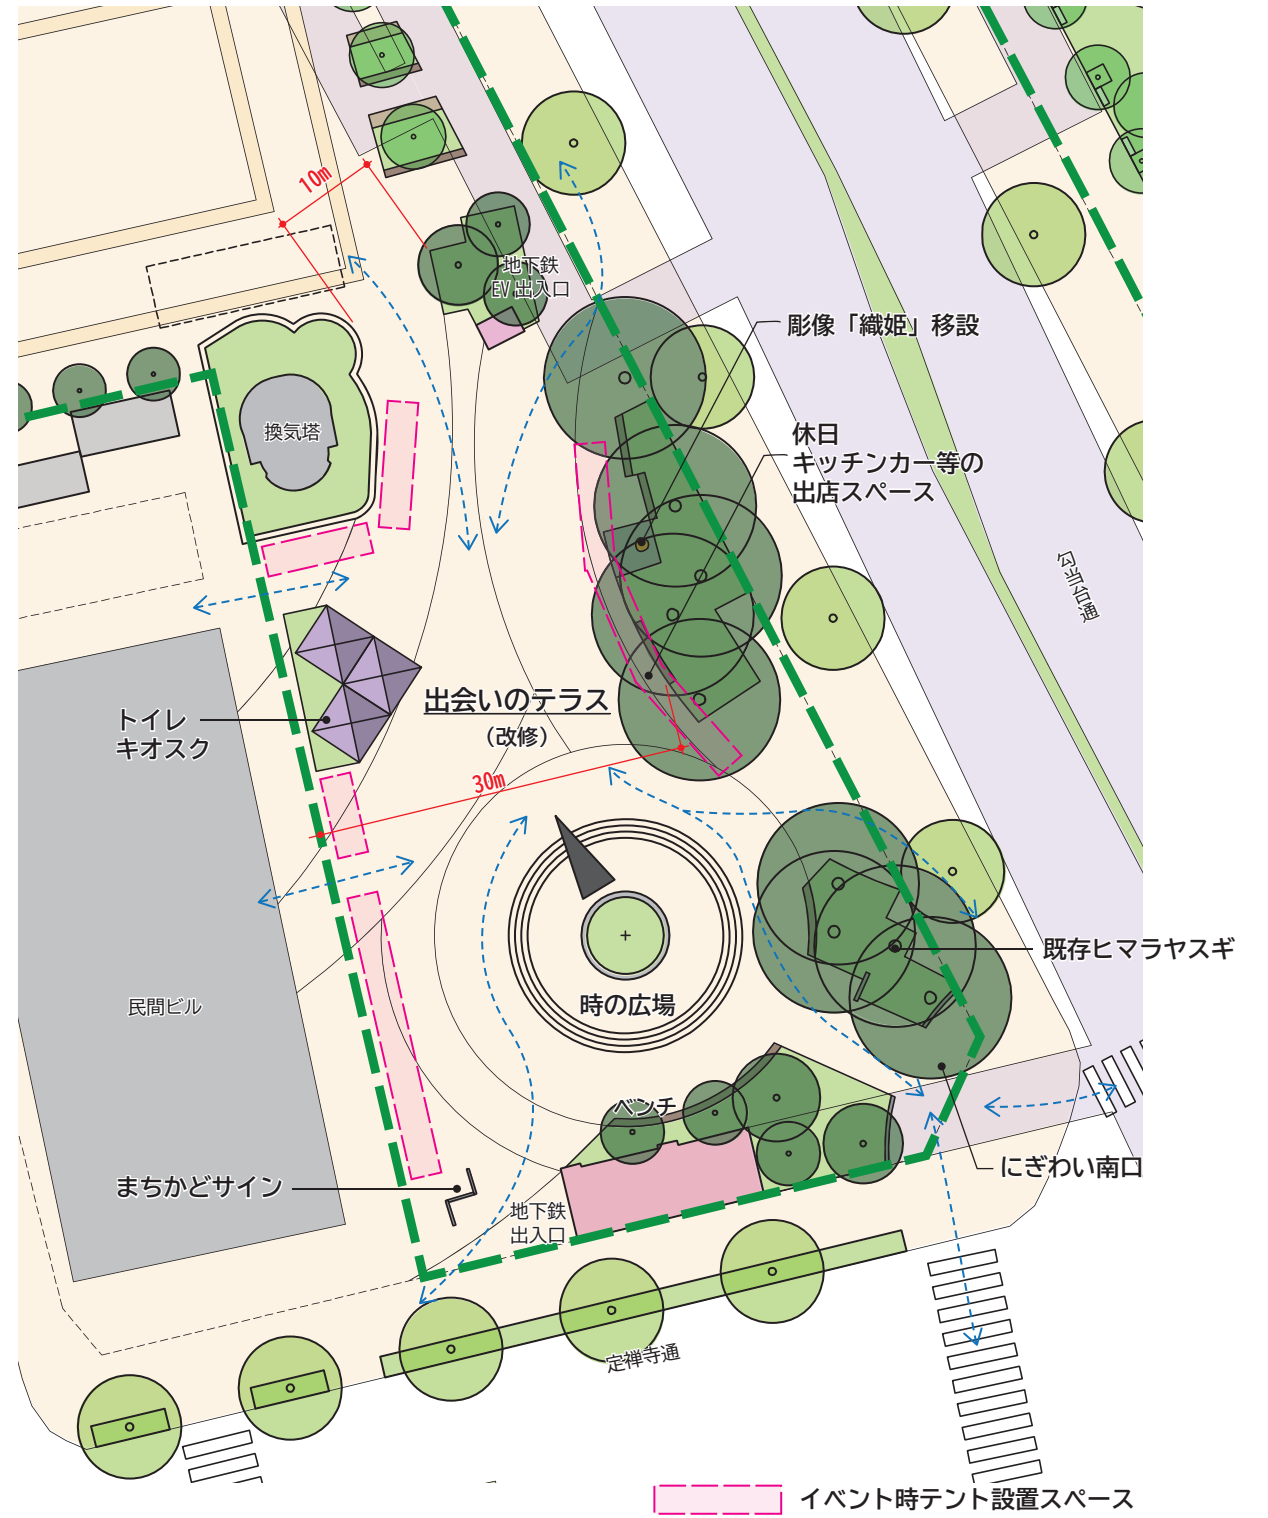 10m
地下鉄
EV出入口
彫像「織姫」移設
換気塔
休日
キッチンカー等の
出店スペース
勾当台通
出会いのテラス
（改修）
トイレ
キオスク
30m
既存ヒマラヤスギ
民間ビル
時の広場
ベンチ
にぎわい南口
まちかどサイン
地下鉄
出入口
定禅寺通
イベント時テント設置スペース